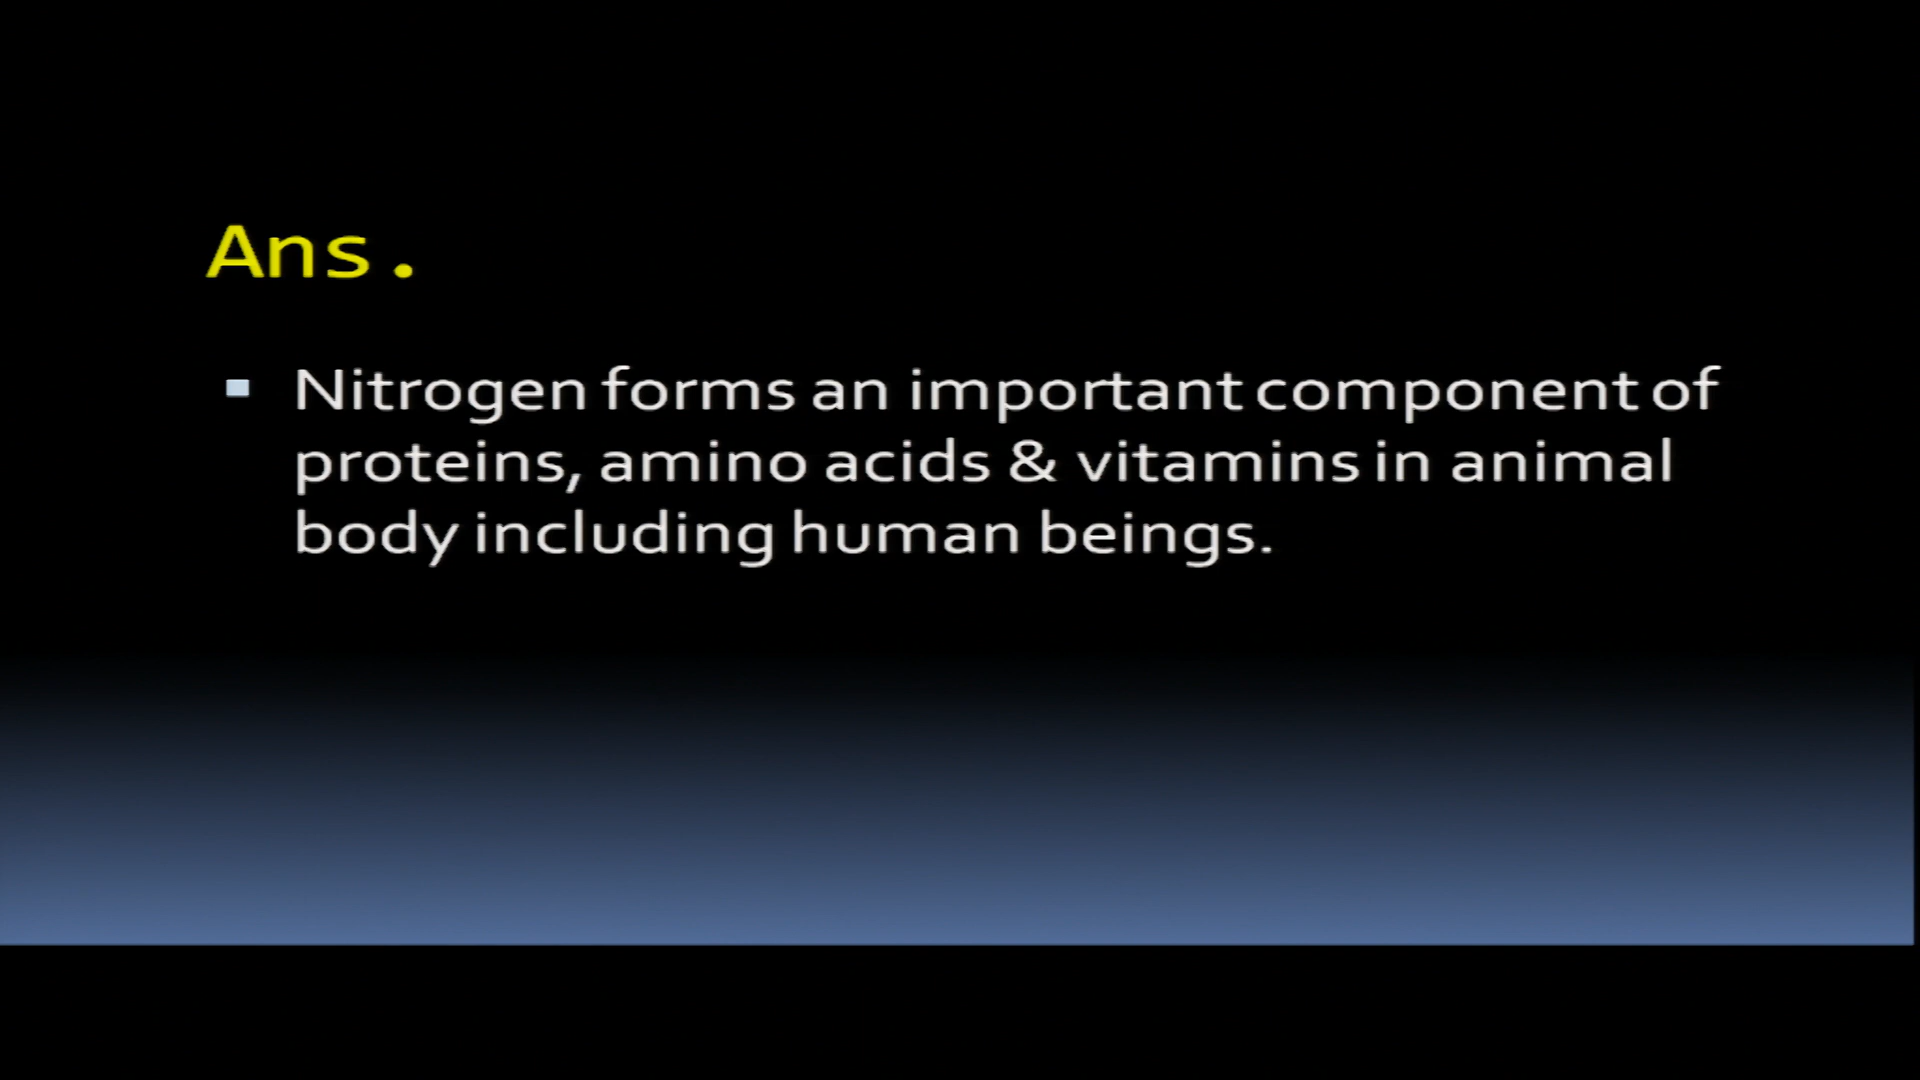 Ans.
Nitrogen forms an important component of
proteins, amino acids & vitamins in animal
body including human beings.